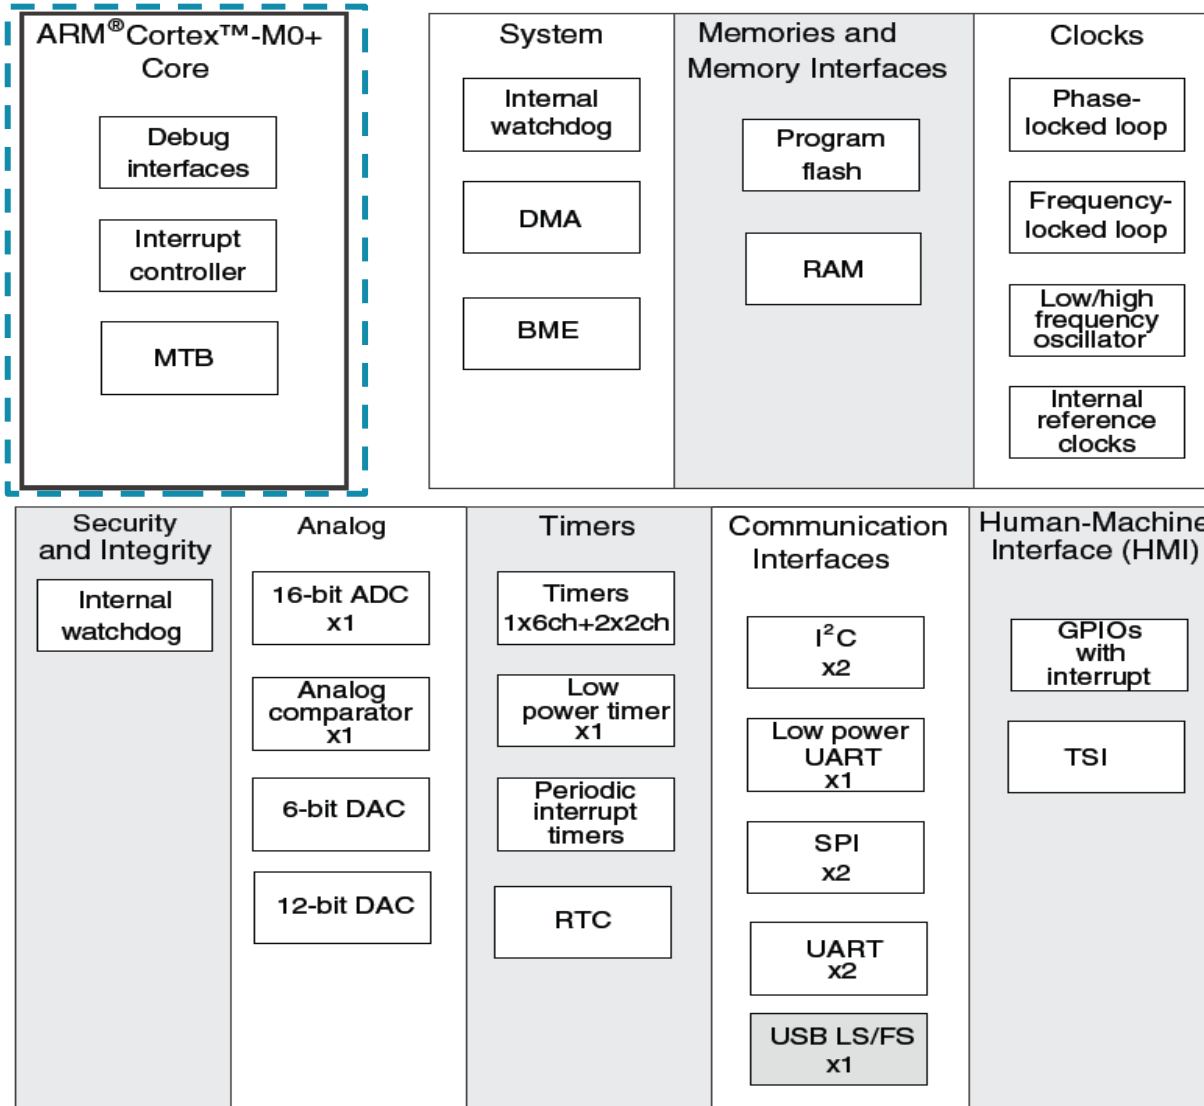 ARM®Cortex™-M0+
Core
Debug
interfaces
Interrupt
controller
MTB
System
Internal
watchdog
DMA
BME
Memories and
Memory Interfaces
Program
flash
RAM
Clocks
Phase-
locked loop
Frequency-
locked loop
Low/high
frequency
oscillator
Internal
reference
clocks
Security
and Integrity
Internal
watchdog
Analog
16-bit ADC
x1
Analog
comparator
x1
6-bit DAC
12-bit DAC
Timers
Timers
1x6ch+2x2ch
Low
power timer
x1
Periodic
interrupt
timers
RTC
Communication
Interfaces
I²C
x2
Low power
UART
x1
SPI
x2
UART
x2
USB LS/FS
x1
Human-Machine
Interface (HMI)
GPIOs
with
interrupt
TSI